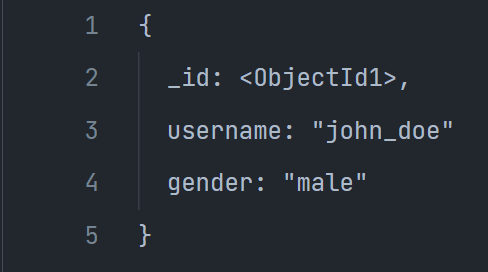 1 {
2 _id: <ObjectId1>,
3 username: "john_doe"
4 gender: "male"
5 }